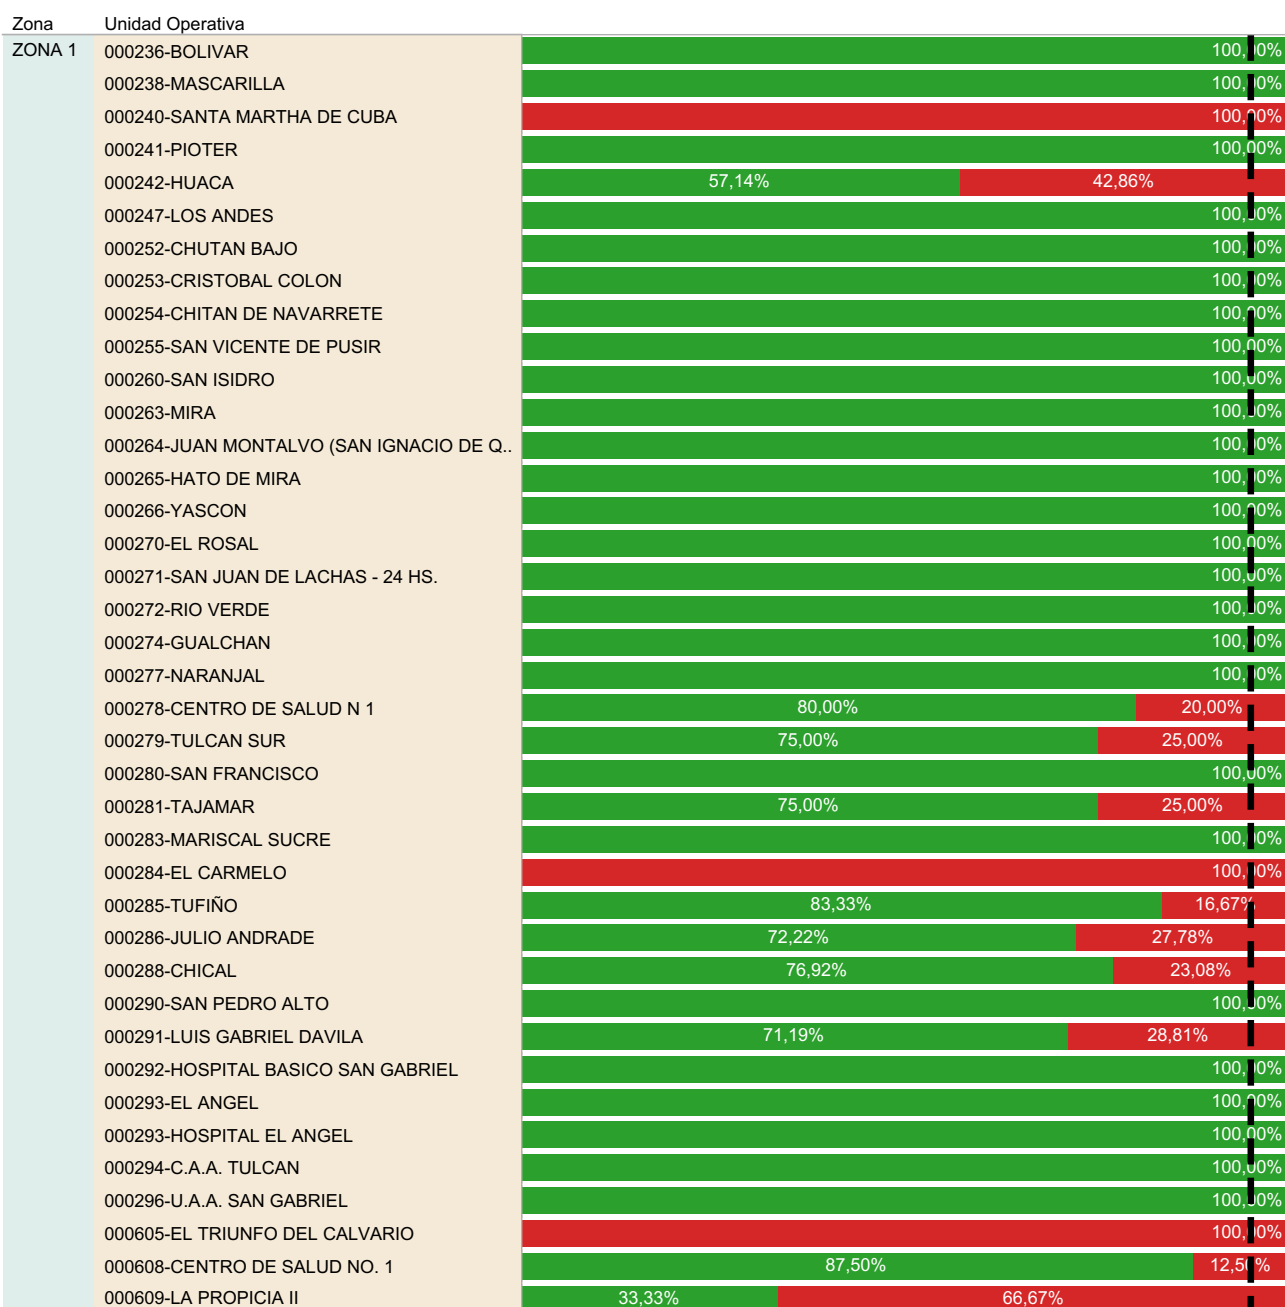 Zona Unidad Operativa
ZONA 1 000236-BOLIVAR 100,00%
000238-MASCARILLA 100,00%
000240-SANTA MARTHA DE CUBA 100,00%
000241-PIOTER 100,00%
000242-HUACA 57,14% 42,86%
000247-LOS ANDES 100,00%
000252-CHUTAN BAJO 100,00%
000253-CRISTOBAL COLON 100,00%
000254-CHITAN DE NAVARRETE 100,00%
000255-SAN VICENTE DE PUSIR 100,00%
000260-SAN ISIDRO 100,00%
000263-MIRA 100,00%
000264-JUAN MONTALVO (SAN IGNACIO DE Q.. 100,00%
000265-HATO DE MIRA 100,00%
000266-YASCON 100,00%
000270-EL ROSAL 100,00%
000271-SAN JUAN DE LACHAS - 24 HS. 100,00%
000272-RIO VERDE 100,00%
000274-GUALCHAN 100,00%
000277-NARANJAL 100,00%
000278-CENTRO DE SALUD N 1 80,00% 20,00%
000279-TULCAN SUR 75,00% 25,00%
000280-SAN FRANCISCO 100,00%
000281-TAJAMAR 75,00% 25,00%
000283-MARISCAL SUCRE 100,00%
000284-EL CARMELO 100,00%
000285-TUFIÑO 83,33% 16,67%
000286-JULIO ANDRADE 72,22% 27,78%
000288-CHICAL 76,92% 23,08%
000290-SAN PEDRO ALTO 100,00%
000291-LUIS GABRIEL DAVILA 71,19% 28,81%
000292-HOSPITAL BASICO SAN GABRIEL 100,00%
000293-EL ANGEL 100,00%
000293-HOSPITAL EL ANGEL 100,00%
000294-C.A.A. TULCAN 100,00%
000296-U.A.A. SAN GABRIEL 100,00%
000605-EL TRIUNFO DEL CALVARIO 100,00%
000608-CENTRO DE SALUD NO. 1 87,50% 12,50%
000609-LA PROPICIA II 33,33% 66,67%